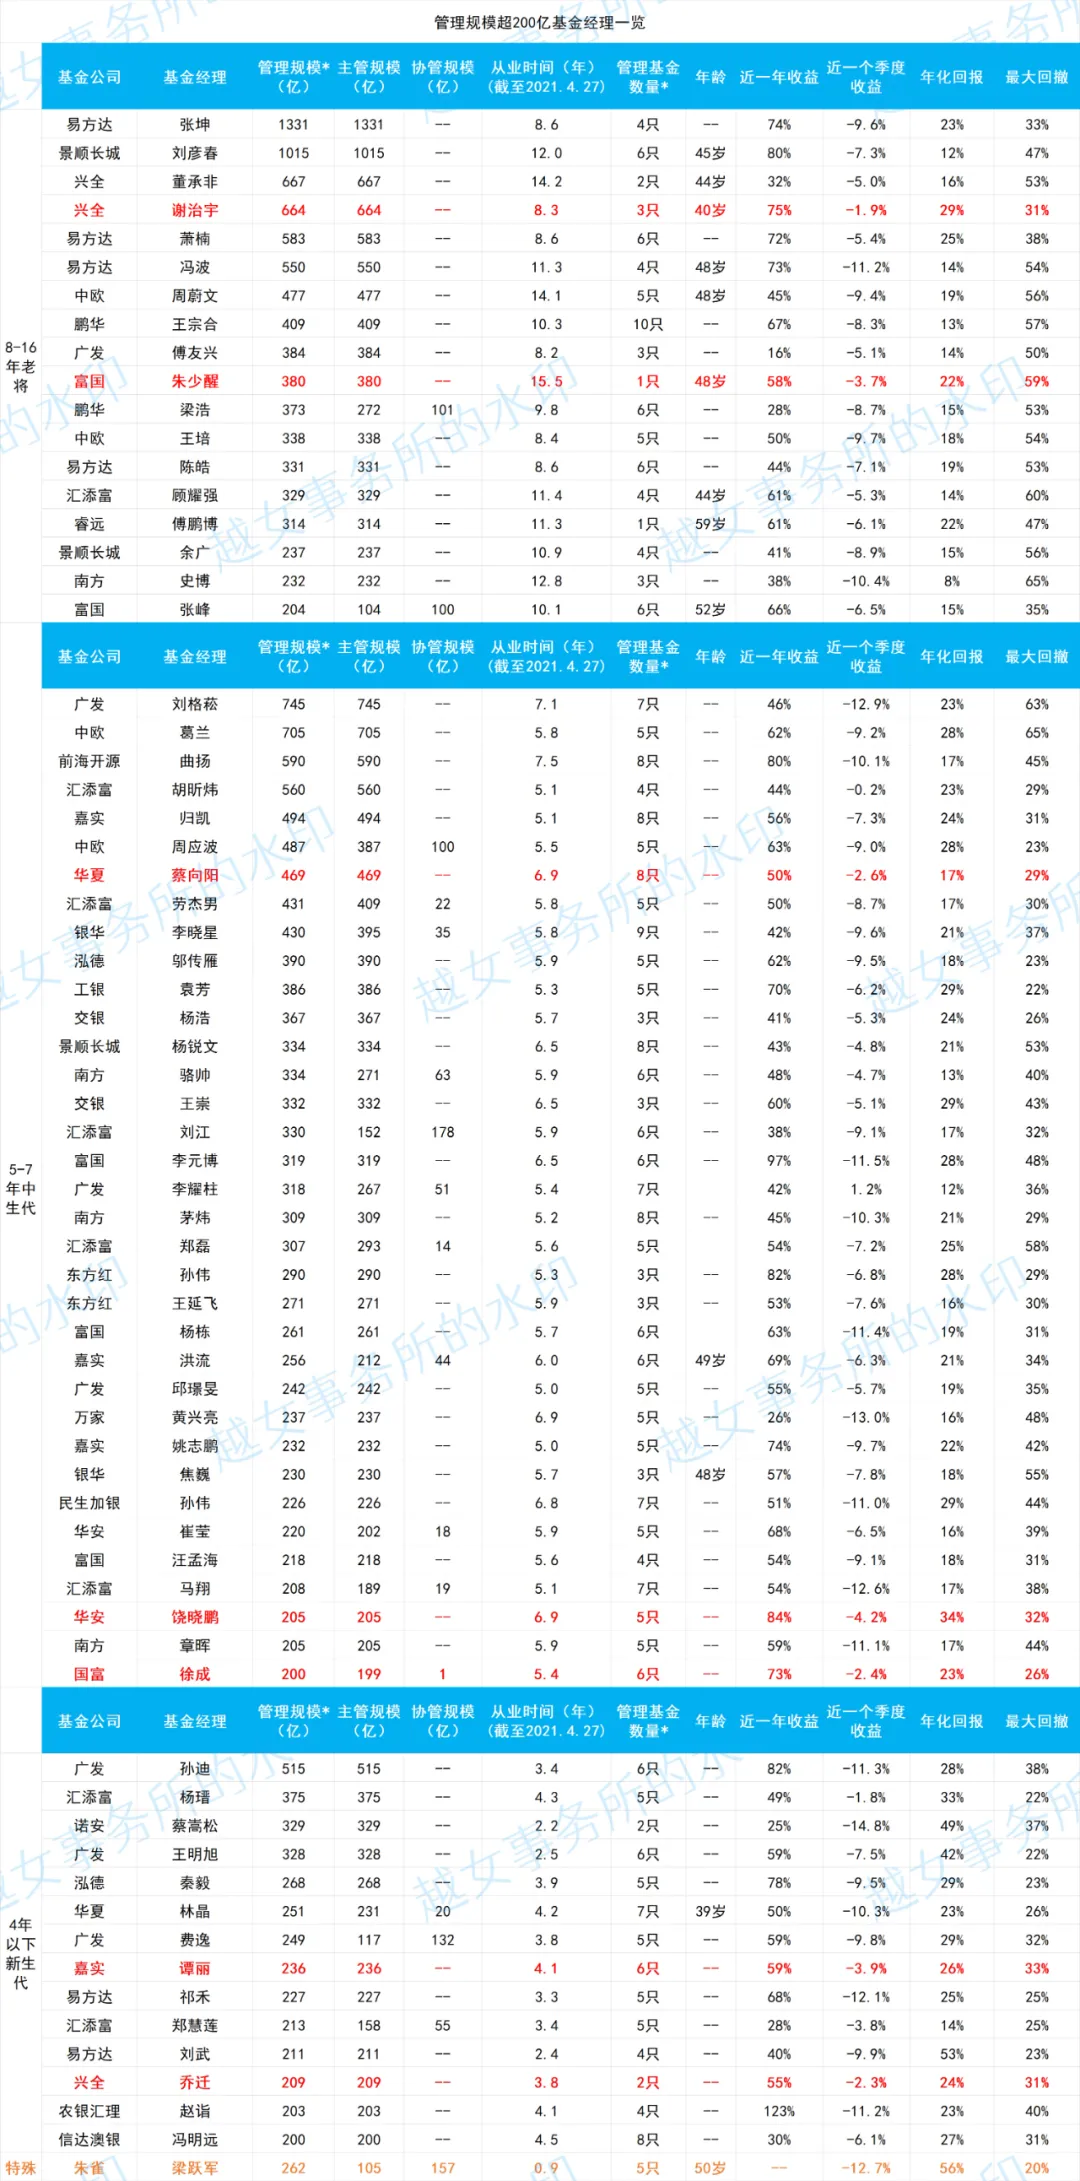 管理规模超200亿基金经理一览
基金公司 基金经理 管理规模*（亿） 主管规模（亿） 协管规模（亿） 从业时间（年）(截至2021.4.27) 管理基金数量* 年龄 近一年收益 近一个季度收益 年化回报 最大回撤
8-16年老将
易方达 张坤 1331 1331 -- 8.6 4只 -- 74% -9.6% 23% 33%
景顺长城 刘彦春 1015 1015 -- 12.0 6只 45岁 80% -7.3% 12% 47%
兴全 董承非 667 667 -- 14.2 2只 44岁 32% -5.0% 16% 53%
兴全 谢治宇 664 664 -- 8.3 3只 40岁 75% -1.9% 29% 31%
易方达 萧楠 583 583 -- 8.6 6只 -- 72% -5.4% 25% 38%
易方达 冯波 550 550 -- 11.3 4只 48岁 73% -11.2% 14% 54%
中欧 周蔚文 477 477 -- 14.1 5只 48岁 45% -9.4% 19% 56%
鹏华 王宗合 409 409 -- 10.3 10只 -- 67% -8.3% 13% 57%
广发 傅友兴 384 384 -- 8.2 3只 -- 16% -5.1% 14% 50%
富国 朱少醒 380 380 -- 15.5 1只 48岁 58% -3.7% 22% 59%
鹏华 梁浩 373 272 101 9.8 6只 -- 28% -8.7% 15% 53%
中欧 王培 338 338 -- 8.4 5只 -- 50% -9.7% 18% 54%
易方达 陈皓 331 331 -- 8.6 6只 -- 44% -7.1% 19% 53%
汇添富 顾耀强 329 329 -- 11.4 4只 44岁 61% -5.3% 14% 60%
睿远 傅鹏博 314 314 -- 11.3 1只 59岁 61% -6.1% 22% 47%
景顺长城 余广 237 237 -- 10.9 4只 -- 41% -8.9% 15% 56%
南方 史博 232 232 -- 12.8 3只 -- 38% -10.4% 8% 65%
富国 张峰 204 104 100 10.1 6只 52岁 66% -6.5% 15% 35%
基金公司 基金经理 管理规模*（亿） 主管规模（亿） 协管规模（亿） 从业时间（年）(截至2021.4.27) 管理基金数量* 年龄 近一年收益 近一个季度收益 年化回报 最大回撤
5-7年中生代
广发 刘格菘 745 745 -- 7.1 7只 -- 46% -12.9% 23% 63%
中欧 葛兰 705 705 -- 5.8 5只 -- 62% -9.2% 28% 65%
前海开源 曲扬 590 590 -- 7.5 8只 -- 80% -10.1% 17% 45%
汇添富 胡昕炜 560 560 -- 5.1 4只 -- 44% -0.2% 23% 29%
嘉实 归凯 494 494 -- 5.1 8只 -- 56% -7.3% 24% 31%
中欧 周应波 487 387 100 5.5 5只 -- 63% -9.0% 28% 23%
华夏 蔡向阳 469 469 -- 6.9 8只 -- 50% -2.6% 17% 29%
汇添富 劳杰男 431 409 22 5.8 5只 -- 50% -8.7% 17% 30%
银华 李晓星 430 395 35 5.8 9只 -- 42% -9.6% 21% 37%
泓德 邬传雁 390 390 -- 5.9 5只 -- 62% -9.5% 18% 23%
工银 袁芳 386 386 -- 5.3 5只 -- 70% -6.2% 29% 22%
交银 杨浩 367 367 -- 5.7 3只 -- 41% -5.3% 24% 26%
景顺长城 杨锐文 334 334 -- 6.5 8只 -- 43% -4.8% 21% 53%
南方 骆帅 334 271 63 5.9 6只 -- 48% -4.7% 13% 40%
交银 王崇 332 332 -- 6.5 3只 -- 60% -5.1% 29% 43%
汇添富 刘江 330 152 178 5.9 6只 -- 38% -9.1% 17% 32%
富国 李元博 319 319 -- 6.5 6只 -- 97% -11.5% 28% 48%
广发 李耀柱 318 267 51 5.4 7只 42% 1.2% 12% 36%
南方 茅炜 309 309 -- 5.2 8只 -- 45% -10.3% 21% 29%
汇添富 郑磊 307 293 14 5.6 5只 54% -7.2% 25% 58%
东方红 孙伟 290 290 -- 5.3 3只 -- 82% -6.8% 28% 29%
东方红 王延飞 271 271 -- 5.9 3只 -- 53% -7.6% 16% 30%
富国 杨栋 261 261 -- 5.7 6只 -- 63% -11.4% 19% 31%
嘉实 洪流 256 212 44 6.0 6只 49岁 69% -6.3% 21% 34%
广发 邱璟旻 242 242 -- 5.0 5只 -- 55% -5.7% 19% 35%
万家 黄兴亮 237 237 -- 6.9 5只 -- 26% -13.0% 16% 48%
嘉实 姚志鹏 232 232 -- 5.0 5只 -- 74% -9.7% 22% 42%
银华 焦巍 230 230 -- 5.7 3只 48岁 57% -7.8% 18% 55%
民生加银 孙伟 226 226 -- 6.8 7只 -- 51% -11.0% 29% 44%
华安 崔莹 220 202 18 5.9 5只 -- 68% -6.5% 16% 39%
富国 汪孟海 218 218 -- 5.6 4只 -- 54% -9.1% 18% 31%
汇添富 马翔 208 189 19 5.1 7只 -- 54% -12.6% 17% 38%
华安 饶晓鹏 205 205 -- 6.9 5只 -- 84% -4.2% 34% 32%
南方 章晖 205 205 -- 5.9 5只 -- 59% -11.1% 17% 44%
国富 徐成 200 199 1 5.4 6只 -- 73% -2.4% 23% 26%
基金公司 基金经理 管理规模*（亿） 主管规模（亿） 协管规模（亿） 从业时间（年）(截至2021.4.27) 管理基金数量* 年龄 近一年收益 近一个季度收益 年化回报 最大回撤
4年以下新生代
广发 孙迪 515 515 -- 3.4 6只 -- 82% -11.3% 28% 38%
汇添富 杨瑨 375 375 -- 4.3 5只 -- 49% -1.8% 33% 22%
诺安 蔡嵩松 329 329 -- 2.2 2只 -- 25% -14.8% 49% 37%
广发 王明旭 328 328 -- 2.5 6只 -- 59% -7.5% 42% 22%
泓德 秦毅 268 268 -- 3.9 5只 -- 78% -9.5% 29% 23%
华夏 林晶 251 231 20 4.2 7只 39岁 50% -10.3% 23% 26%
广发 费逸 249 117 132 3.8 5只 -- 59% -9.8% 29% 32%
嘉实 谭丽 236 236 -- 4.1 6只 -- 59% -3.9% 26% 33%
易方达 祁禾 227 227 -- 3.3 5只 -- 68% -12.1% 25% 25%
汇添富 郑慧莲 213 158 55 3.4 5只 -- 28% -3.8% 14% 25%
易方达 刘武 211 211 -- 2.4 4只 -- 40% -9.9% 53% 23%
兴全 乔迁 209 209 -- 3.8 2只 -- 55% -2.3% 24% 31%
农银汇理 赵诣 203 203 -- 4.1 4只 -- 123% -11.2% 23% 40%
信达澳银 冯明远 200 200 -- 4.5 8只 -- 30% -6.1% 27% 31%
特殊 朱雀 梁跃军 262 105 157 0.9 5只 50岁 -- -12.7% 56% 20%
越女事务所的水印